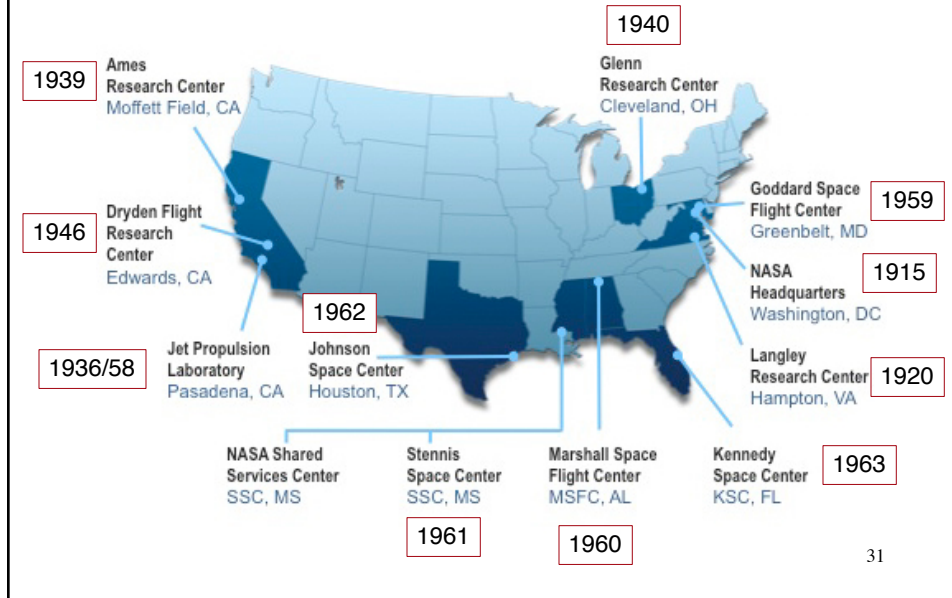 1940
1939
Ames
Research Center
Moffett Field, CA
Glenn
Research Center
Cleveland, OH
1946
Dryden Flight
Research
Center
Edwards, CA
Goddard Space
Flight Center
Greenbelt, MD
1959
NASA
Headquarters
Washington, DC
1915
1962
1936/58
Jet Propulsion
Laboratory
Pasadena, CA
Johnson
Space Center
Houston, TX
Langley
Research Center
Hampton, VA
1920
NASA Shared
Services Center
SSC, MS
Stennis
Space Center
SSC, MS
1961
Marshall Space
Flight Center
MSFC, AL
1960
Kennedy
Space Center
KSC, FL
1963
31